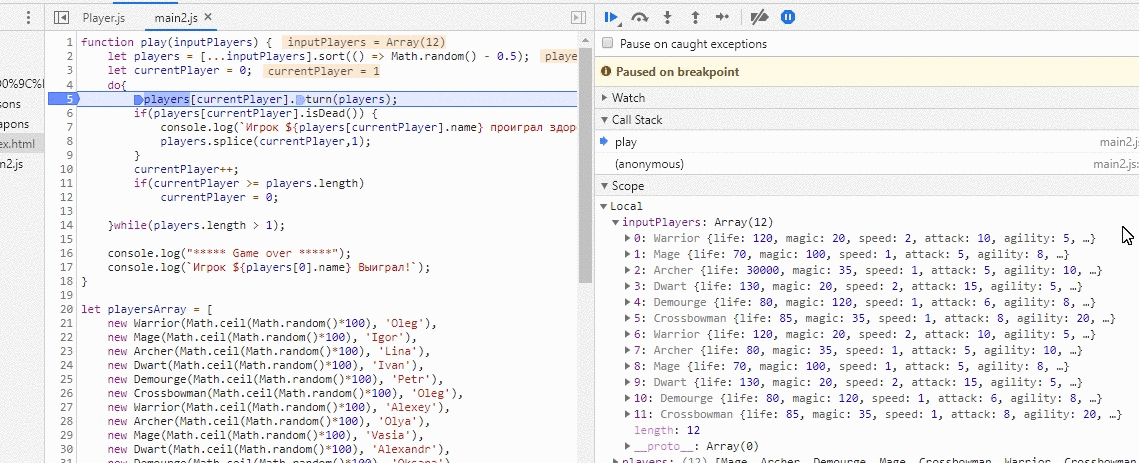 Player.js main2.js ×
1 function play(inputPlayers) { inputPlayers = Array(12)
2 let players = [...inputPlayers].sort(() => Math.random() - 0.5);
3 let currentPlayer = 0; currentPlayer = 1
4 do{
5 players[currentPlayer].turn(players);
6 if(players[currentPlayer].isDead()) {
7 console.log(`Игрок ${players[currentPlayer].name} проиграл
8 players.splice(currentPlayer,1);
9 }
10 currentPlayer++;
11 if(currentPlayer >= players.length)
12 currentPlayer = 0;
13
14 }while(players.length > 1);
15
16 console.log("***** Game over *****");
17 console.log(`Игрок ${players[0].name} Выиграл!`);
18 }
19
20 let playersArray = [
21 new Warrior(Math.ceil(Math.random()*100), 'Oleg'),
22 new Mage(Math.ceil(Math.random()*100), 'Igor'),
23 new Archer(Math.ceil(Math.random()*100), 'Lina'),
24 new Dwart(Math.ceil(Math.random()*100), 'Ivan'),
25 new Demourge(Math.ceil(Math.random()*100), 'Petr'),
26 new Crossbowman(Math.ceil(Math.random()*100), 'Oleg'),
27 new Warrior(Math.ceil(Math.random()*100), 'Alexey'),
28 new Archer(Math.ceil(Math.random()*100), 'Olya'),
29 new Mage(Math.ceil(Math.random()*100), 'Vasia'),
30 new Dwart(Math.ceil(Math.random()*100), 'Alexandr'),
31 new Demourge(Math.ceil(Math.random()*100), 'Oksana'),
Pause on caught exceptions
Paused on breakpoint
Watch
Call Stack
play main2.js:
(anonymous) main2.js:
Scope
Local
inputPlayers: Array(12)
0: Warrior {life: 120, magic: 20, speed: 2, attack: 10, agility: 5, …}
1: Mage {life: 70, magic: 100, speed: 1, attack: 5, agility: 8, …}
2: Archer {life: 30000, magic: 35, speed: 1, attack: 5, agility: 10, …}
3: Dwart {life: 130, magic: 20, speed: 2, attack: 15, agility: 5, …}
4: Demourge {life: 80, magic: 120, speed: 1, attack: 6, agility: 8, …}
5: Crossbowman {life: 85, magic: 35, speed: 1, attack: 8, agility: 20, …}
6: Warrior {life: 120, magic: 20, speed: 2, attack: 10, agility: 5, …}
7: Archer {life: 80, magic: 35, speed: 1, attack: 5, agility: 10, …}
8: Mage {life: 70, magic: 100, speed: 1, attack: 5, agility: 8, …}
9: Dwart {life: 130, magic: 20, speed: 2, attack: 15, agility: 5, …}
10: Demourge {life: 80, magic: 120, speed: 1, attack: 6, agility: 8, …}
11: Crossbowman {life: 85, magic: 35, speed: 1, attack: 8, agility: 20, …}
length: 12
__proto__: Array(0)
players: (12) [Mage, Archer, Demourge, Mage, Crossbowman, Warrior, Crossbowman